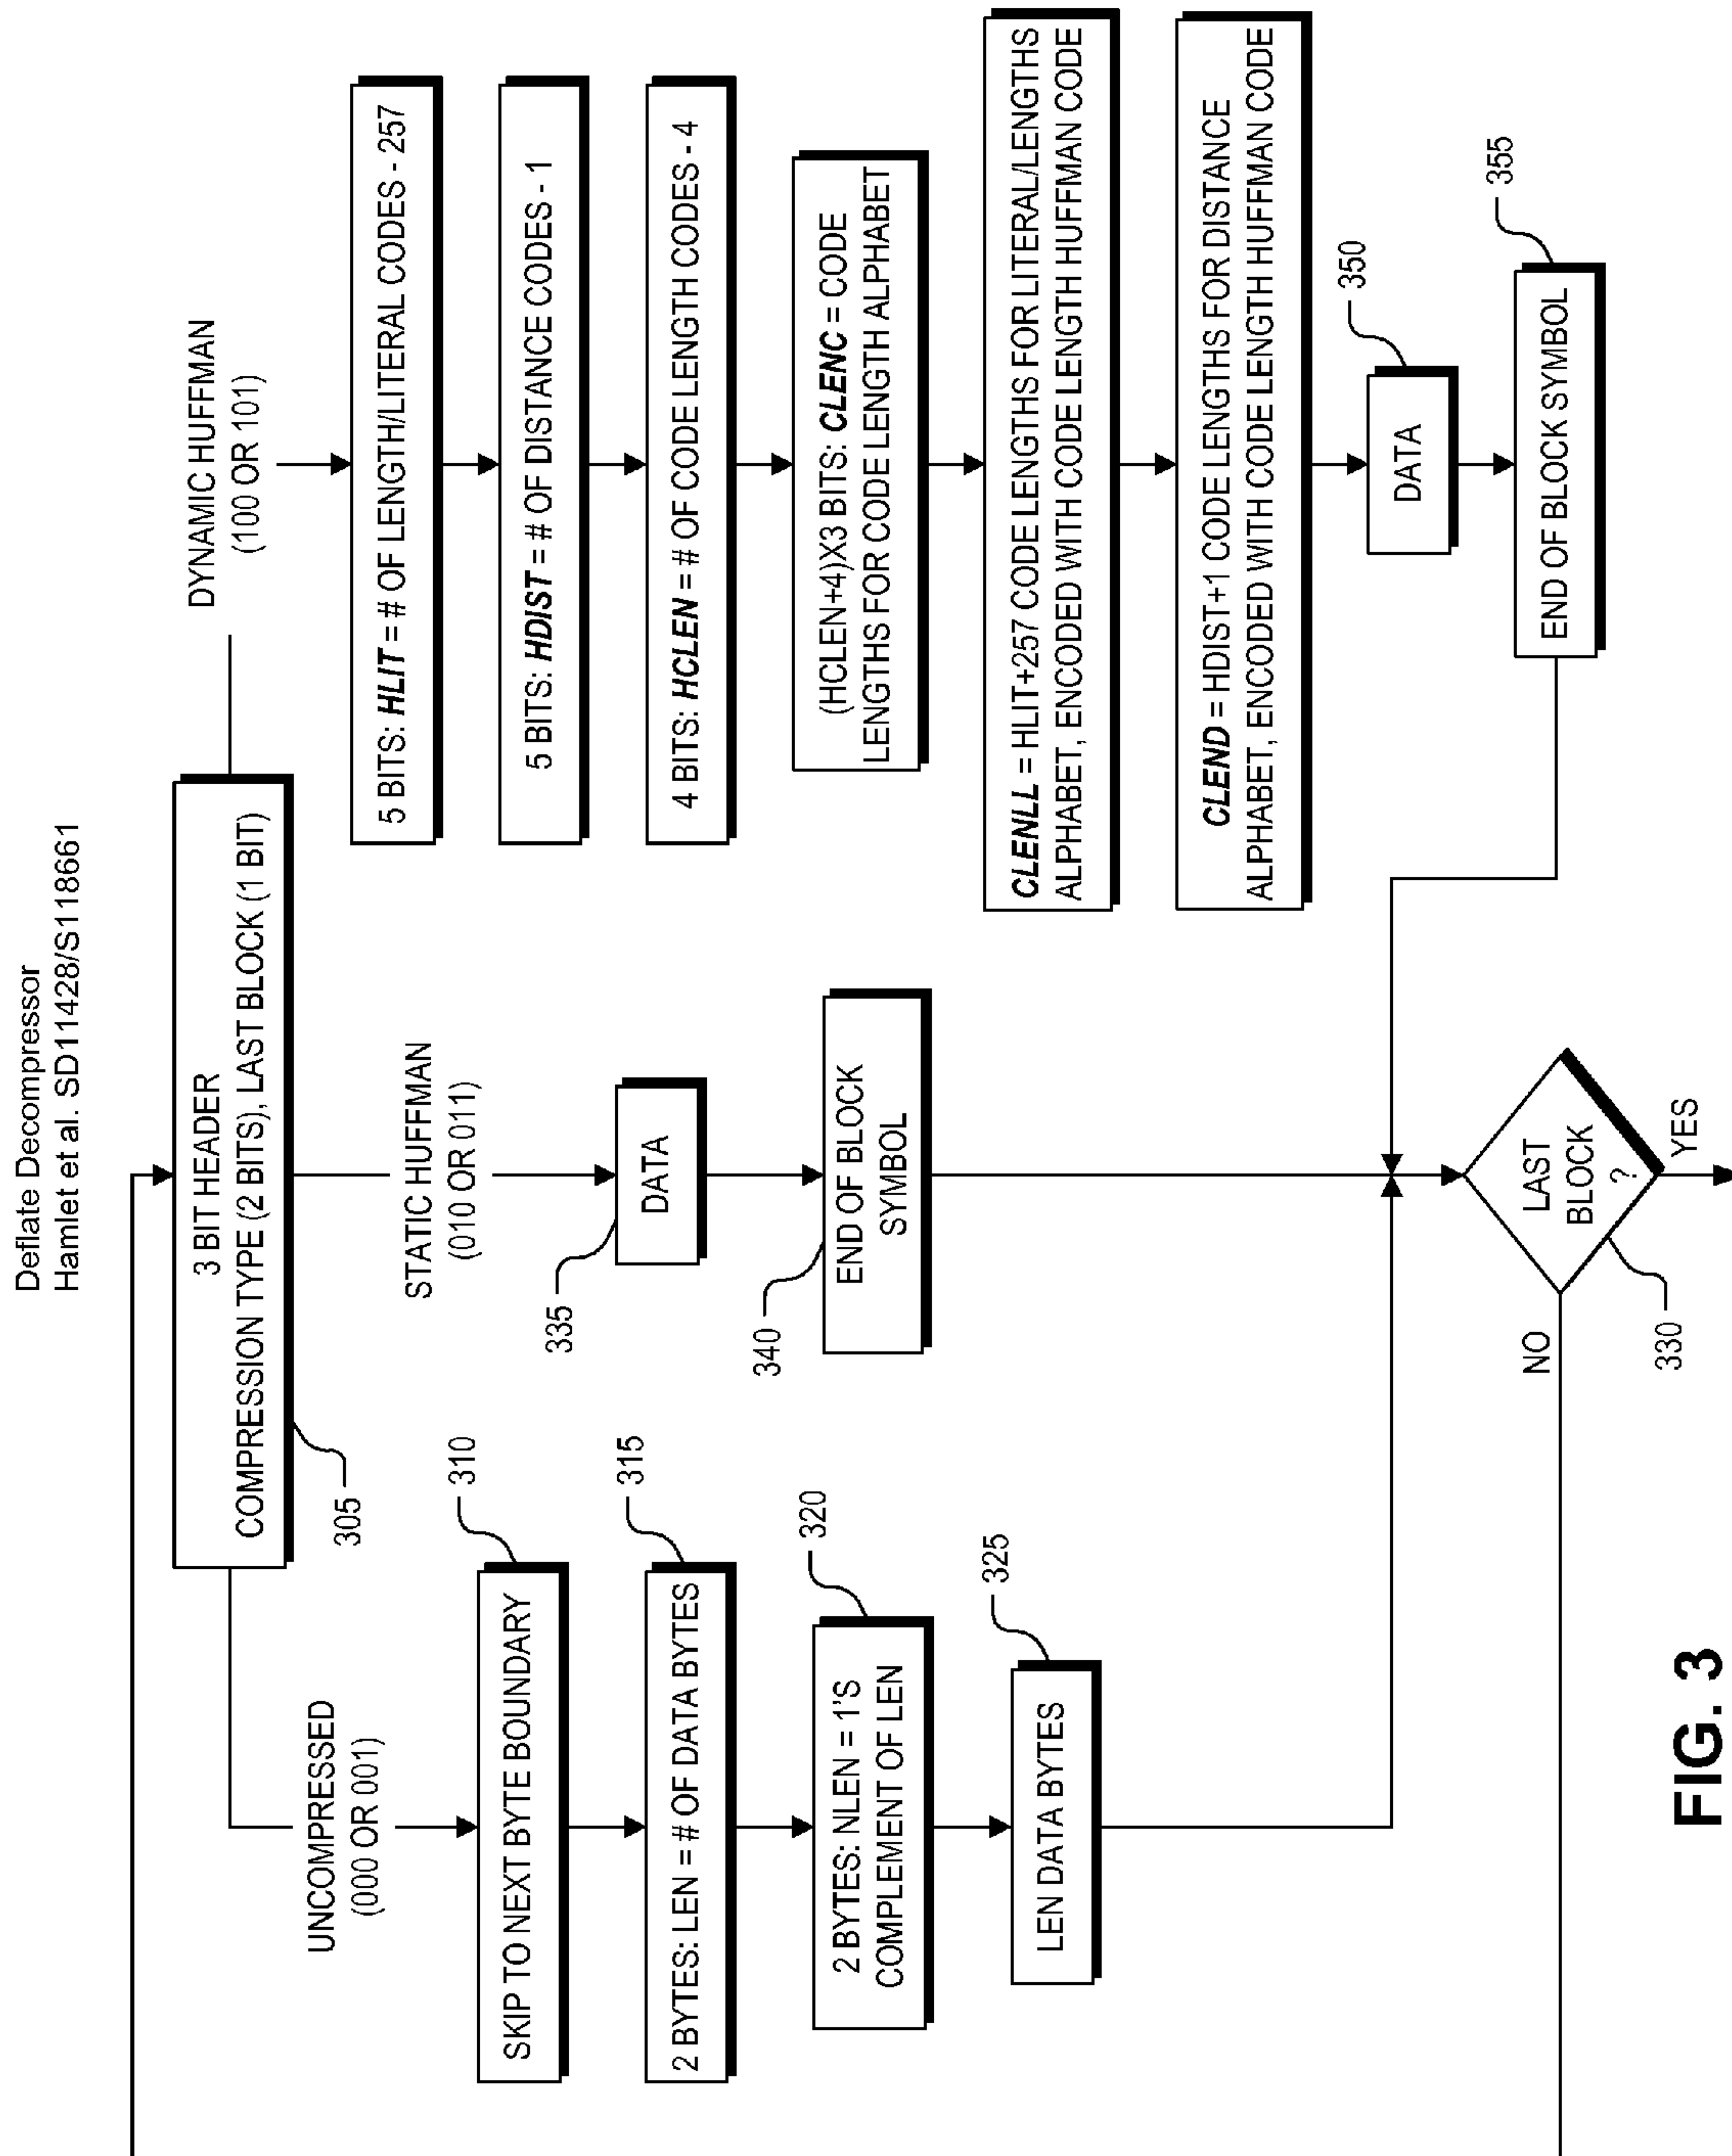 Deflate Decompressor
Hamlet et al. SD11428/S118661
3 BIT HEADER
COMPRESSION TYPE (2 BITS), LAST BLOCK (1 BIT)
305
UNCOMPRESSED
(000 OR 001)
SKIP TO NEXT BYTE BOUNDARY
310
2 BYTES: LEN = # OF DATA BYTES
315
2 BYTES: NLEN = 1'S
COMPLEMENT OF LEN
320
LEN DATA BYTES
325
STATIC HUFFMAN
(010 OR 011)
DATA
335
END OF BLOCK
SYMBOL
340
DYNAMIC HUFFMAN
(100 OR 101)
5 BITS: HLIT = # OF LENGTH/LITERAL CODES - 257
5 BITS: HDIST = # OF DISTANCE CODES - 1
4 BITS: HCLEN = # OF CODE LENGTH CODES - 4
(HCLEN+4)X3 BITS: CLENC = CODE
LENGTHS FOR CODE LENGTH ALPHABET
CLENLL = HLIT+257 CODE LENGTHS FOR LITERAL/LENGTHS
ALPHABET, ENCODED WITH CODE LENGTH HUFFMAN CODE
CLEND = HDIST+1 CODE LENGTHS FOR DISTANCE
ALPHABET, ENCODED WITH CODE LENGTH HUFFMAN CODE
DATA
350
END OF BLOCK SYMBOL
355
LAST
BLOCK
?
330
NO
YES
FIG. 3